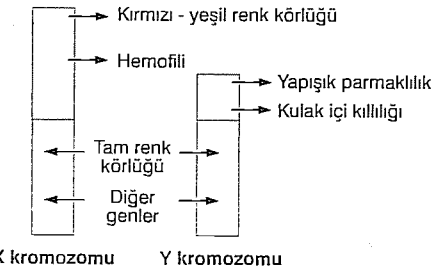 Kırmızı - yeşil renk körlüğü
Hemofili
Yapışık parmaklılık
Kulak içi kıllılığı
Tam renk
körlüğü
Diğer
genler
X kromozomu
Y kromozomu